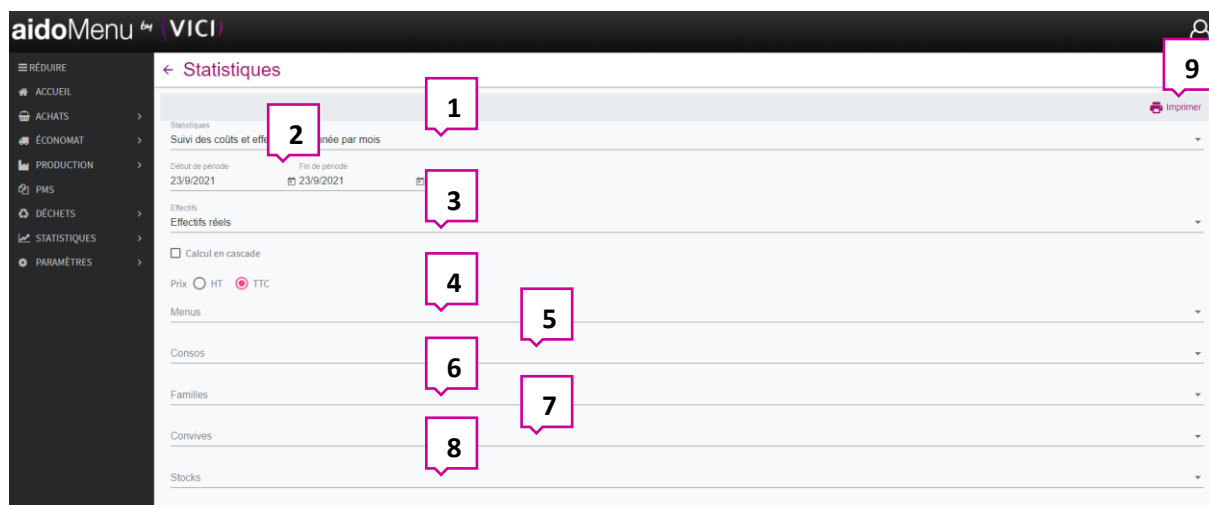 aidoMenu by (VICI)
RÉDUIRE
ACCUEIL
ACHATS
ÉCONOMAT
PRODUCTION
PMS
DÉCHETS
STATISTIQUES
PARAMÈTRES
← Statistiques
9
Imprimer
1
Statistiques
Suivi des coûts et par mois
2
Début de période Fin de période
23/9/2021 23/9/2021
3
Effectifs
Effectifs réels
Calcul en cascade
Prix HT TTC
4
Menus
5
Consos
6
Familles
7
Convives
8
Stocks